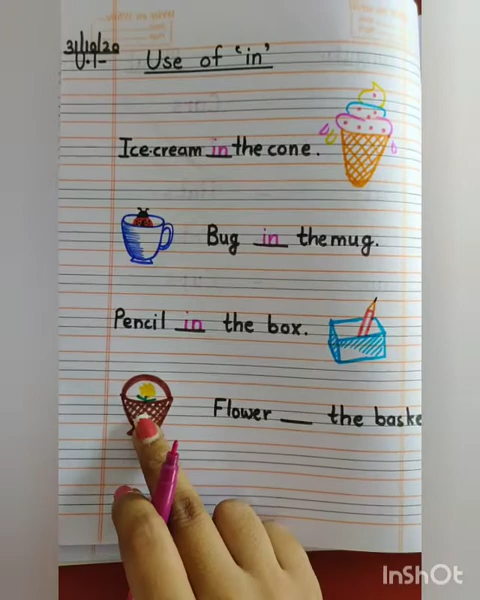 31/10/20
Use of 'in'
Ice-cream in the cone.
Bug in the mug.
Pencil in the box.
Flower __ the baske
InShOt